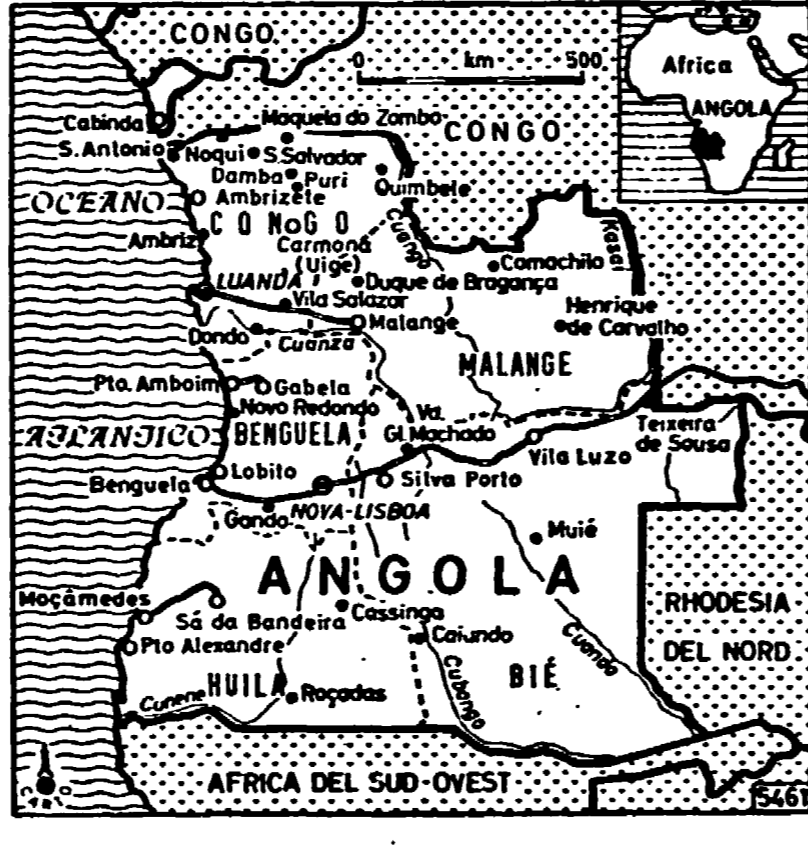 CONGO
0 km 500
Africa
ANGOLA
Cabinda
Maquela do Zombo
CONGO
S. Antonio
Noqui
S. Salvador
Damba
Puri
Quimbele
OCEANO
Ambrizete
CONGO
Cuango
Kasai
Ambriz
Carmona
(Uige)
Camachilo
LUANDA
Duque de Bragança
Vila Salazar
Henrique
de Carvalho
Malange
Dondo
Cuanza
MALANGE
Pto. Amboim
Gabela
Novo Redondo
Vd.
Gl. Machado
Teixeira
de Sousa
ATLANTICO
BENGUELA
Vila Luzo
Lobito
Benguela
Silva Porto
Ganda
NOVA-LISBOA
Muié
ANGOLA
Moçâmedes
RHODESIA
DEL NORD
Sá da Bandeira
Cassinga
Pto Alexandre
Caiundo
Cuando
HUILA
BIÉ
Cubango
Cunene
Roçadas
AFRICA DEL SUD-OVEST
CARLO
5461